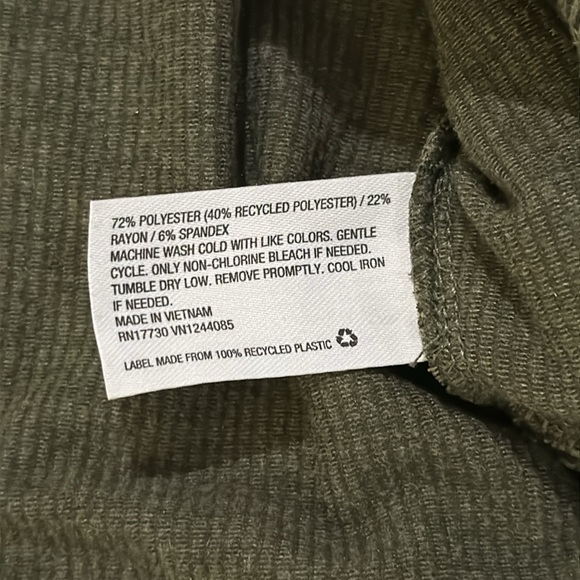 72% POLYESTER (40% RECYCLED POLYESTER) / 22%
RAYON / 6% SPANDEX
MACHINE WASH COLD WITH LIKE COLORS. GENTLE
CYCLE. ONLY NON-CHLORINE BLEACH IF NEEDED.
TUMBLE DRY LOW. REMOVE PROMPTLY. COOL IRON
IF NEEDED.
MADE IN VIETNAM
RN17730 VN1244085
LABEL MADE FROM 100% RECYCLED PLASTIC